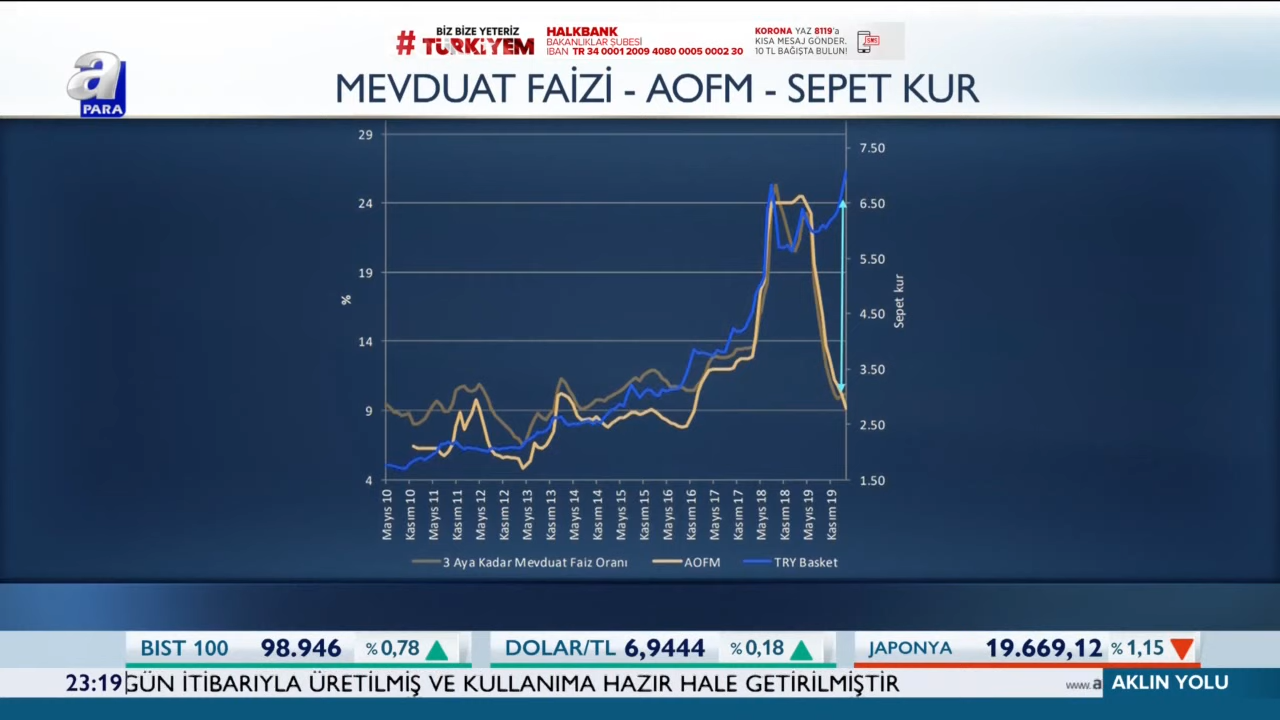 BİZ BİZE YETERİZ
# TÜRKİYEM
HALKBANK
BAKANLIKLAR ŞUBESİ
IBAN TR 34 0001 2009 4080 0005 0002 30
KORONA YAZ 8119'a
KISA MESAJ GÖNDER,
10 TL BAĞIŞTA BULUN!
SMS
a
PARA
MEVDUAT FAİZİ - AOFM - SEPET KUR
29
24
19
14
9
4
%
7.50
6.50
5.50
4.50
3.50
2.50
1.50
Sepet kur
Mayıs 10
Kasım 10
Mayıs 11
Kasım 11
Mayıs 12
Kasım 12
Mayıs 13
Kasım 13
Mayıs 14
Kasım 14
Mayıs 15
Kasım 15
Mayıs 16
Kasım 16
Mayıs 17
Kasım 17
Mayıs 18
Kasım 18
Mayıs 19
Kasım 19
3 Aya Kadar Mevduat Faiz Oranı
AOFM
TRY Basket
BIST 100 98.946 %0,78
DOLAR/TL 6,9444 %0,18
JAPONYA 19.669,12 %1,15
23:19 GÜN İTİBARIYLA ÜRETİLMİŞ VE KULLANIMA HAZIR HALE GETİRİLMİŞTİR
www.a
AKLIN YOLU